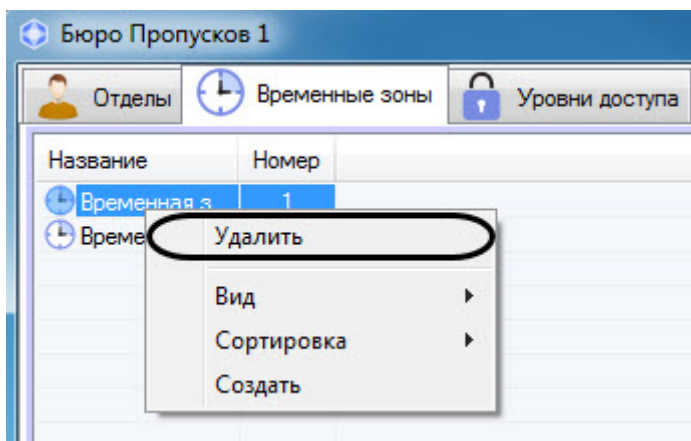 Бюро Пропусков 1
Отделы Временные зоны Уровни доступа
Название Номер
Временная з... 1
Време
Удалить
Вид
Сортировка
Создать